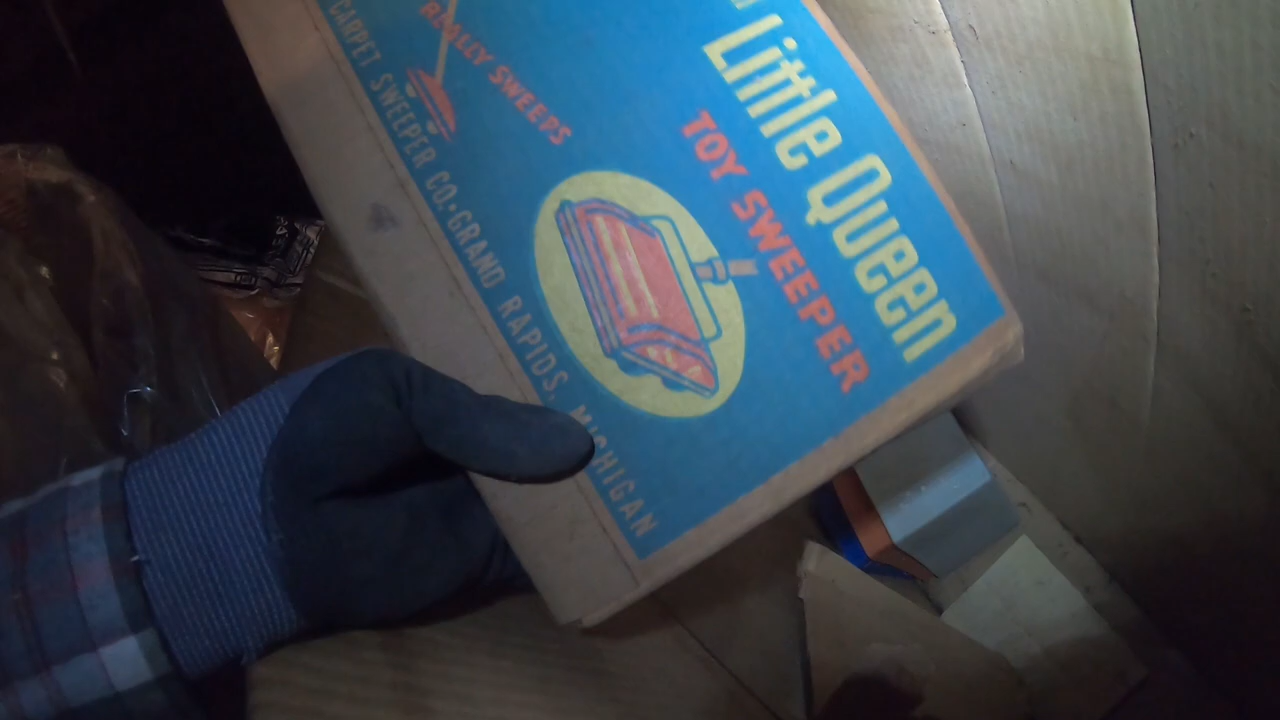 Little Queen
TOY SWEEPER
REALLY SWEEPS
CARPET SWEEPER CO. GRAND RAPIDS, MICHIGAN